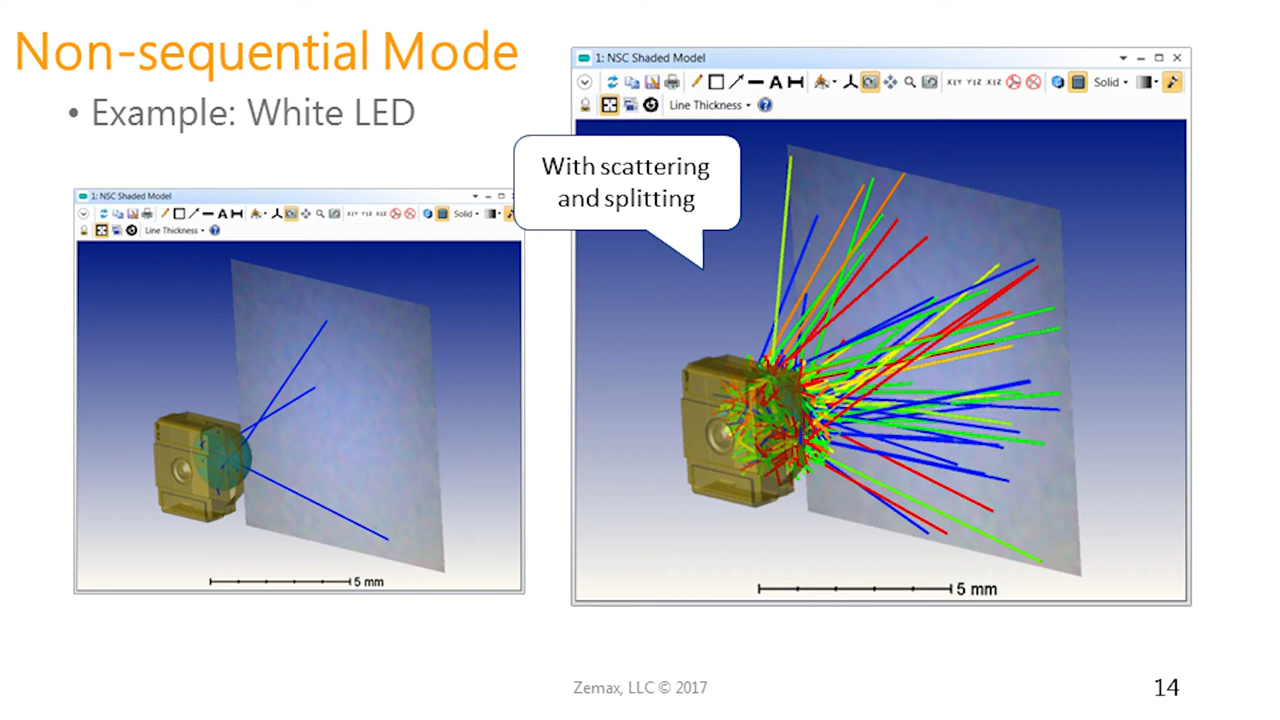 Non-sequential Mode
• Example: White LED
1: NSC Shaded Model
Solid
Line Thickness
5 mm
With scattering
and splitting
1: NSC Shaded Model
X|Y Y|Z X|Z
Solid
Line Thickness
5 mm
Zemax, LLC © 2017
14